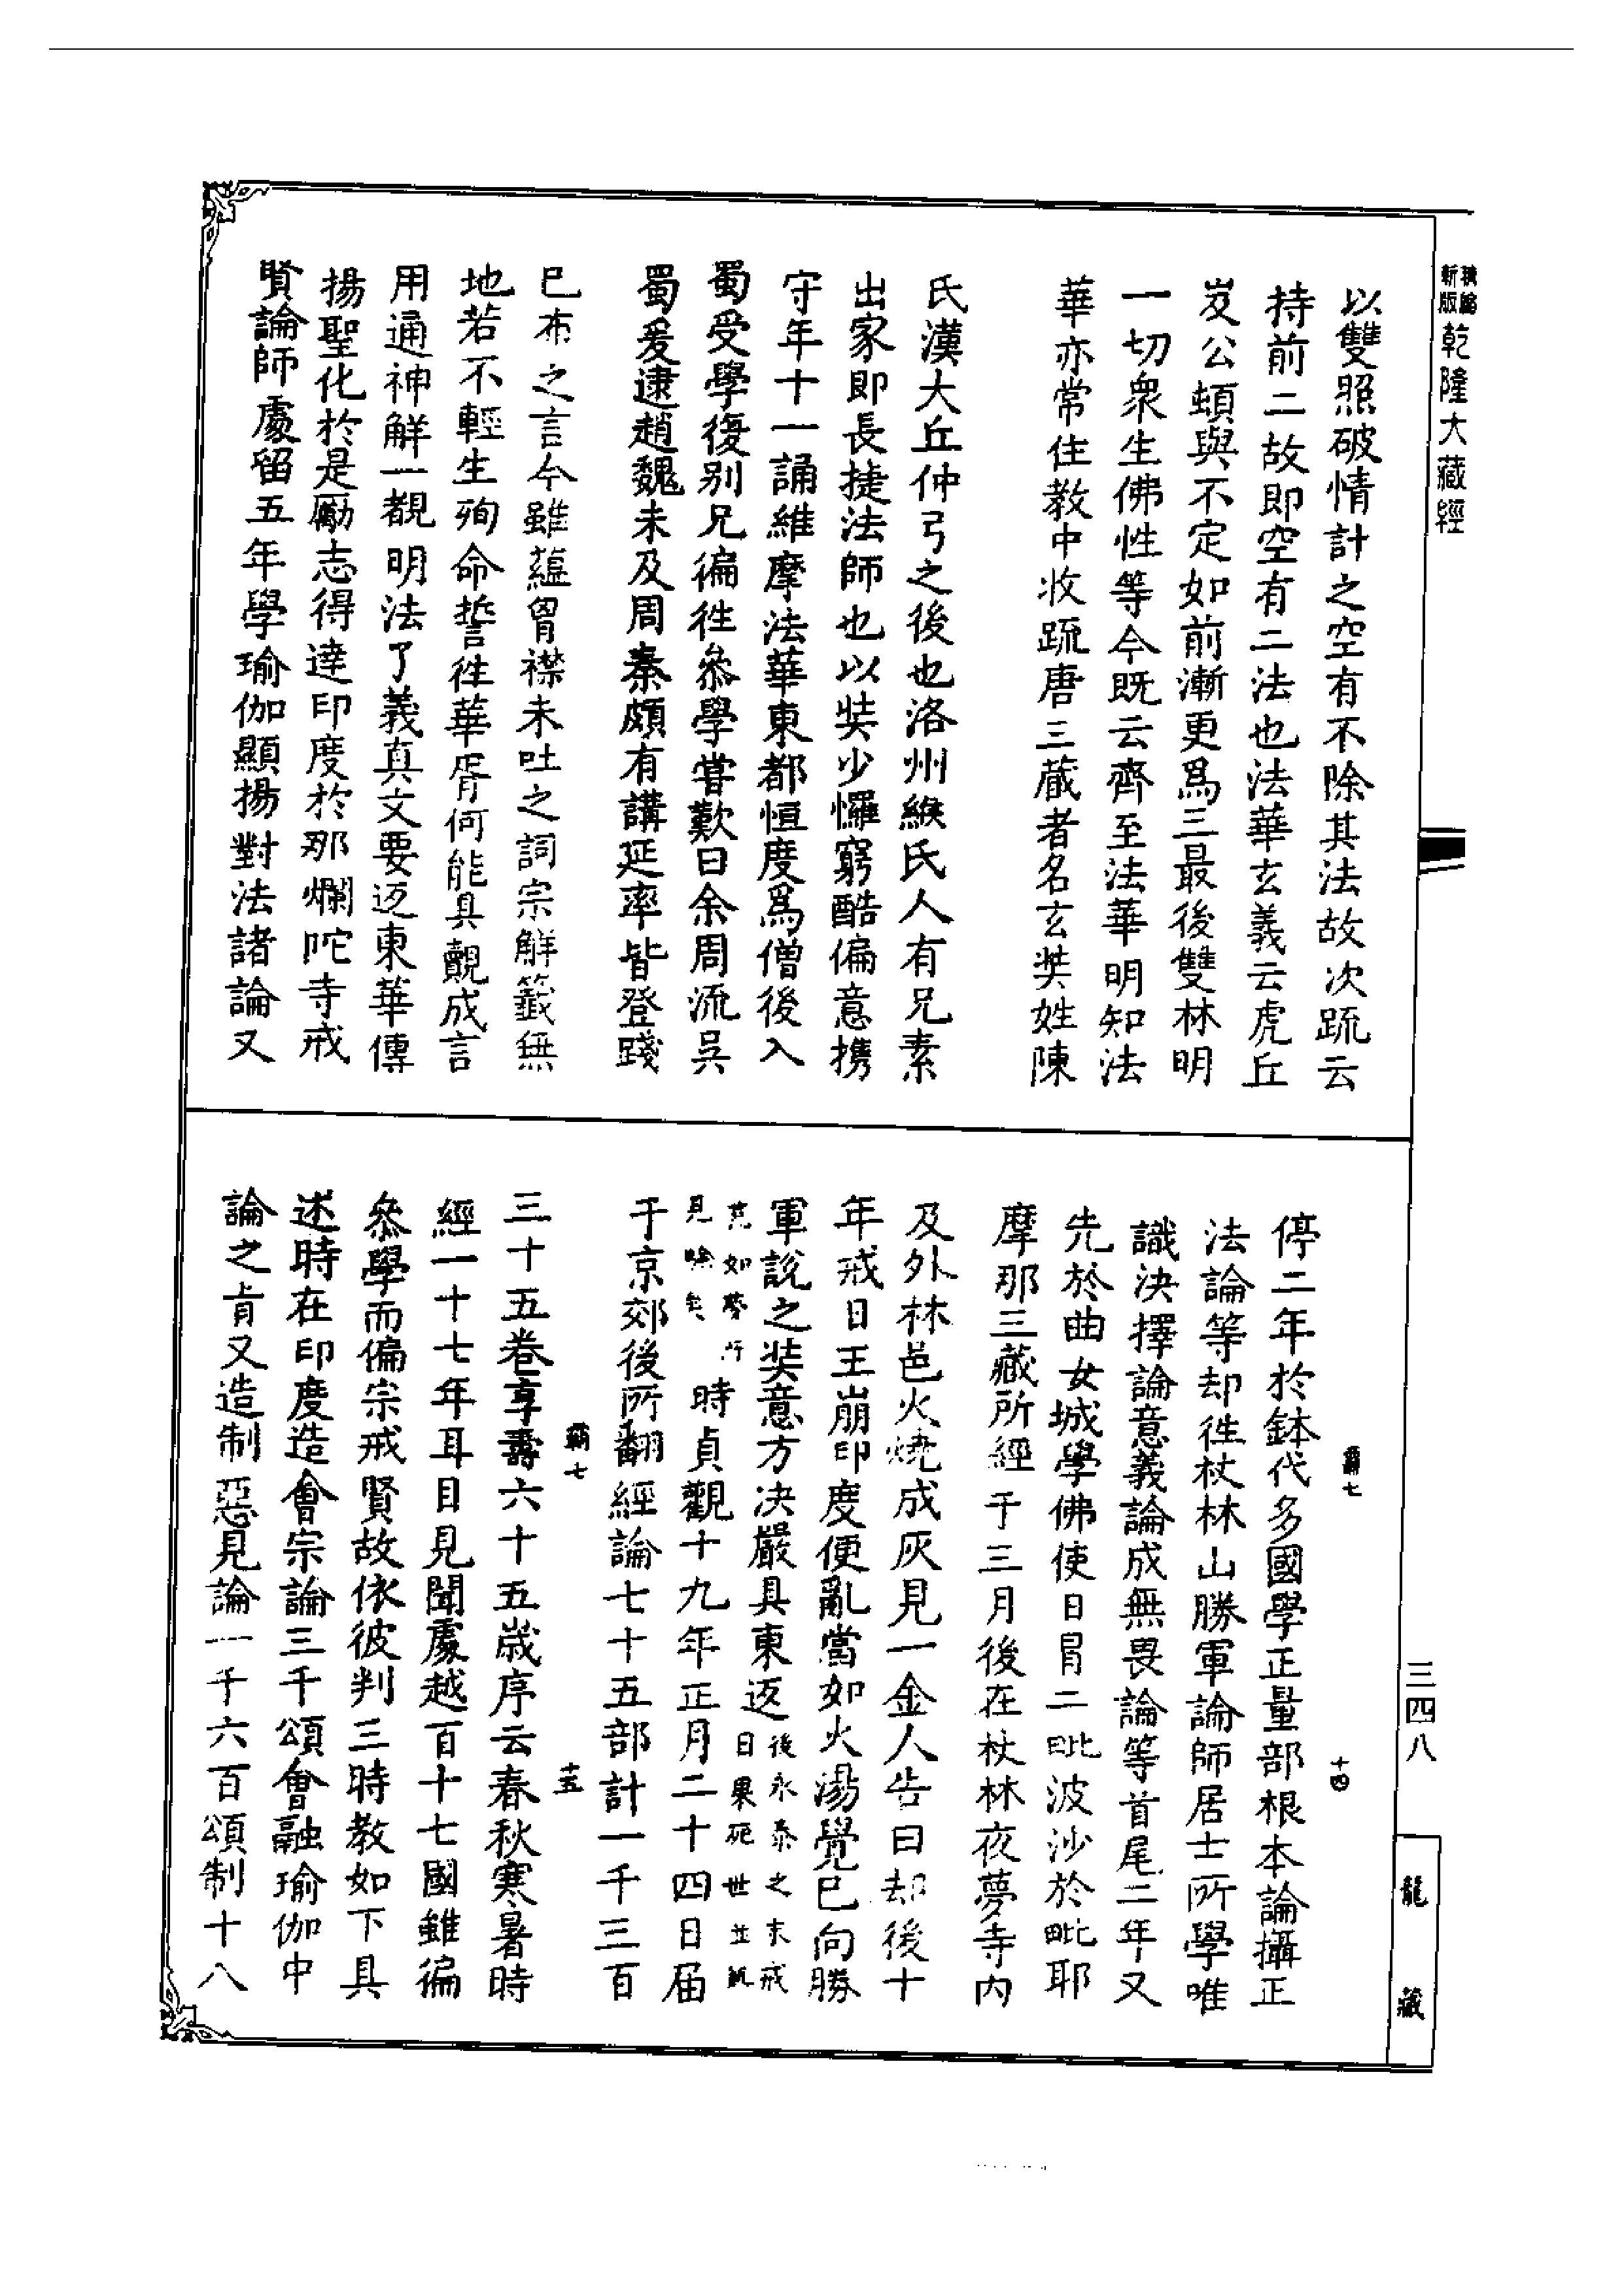 新版精縮乾隆大藏經
以雙照破情計之空有不除其法故次疏云
持前二故即空有二法也法華玄義云虎丘
岌公頓與不定如前漸更爲三最後雙林明
一切衆生佛性等今既云齊至法華明知法
華亦常住教中收疏唐三藏者名玄奘姓陳
氏漢大丘仲弓之後也洛州緱氏人有兄素
出家即長捷法師也以奘少懼窮酷偏意携
守年十一誦維摩法華東都恒度爲僧後入
蜀受學復别兄徧徃叅學甞歎曰余周流吳
蜀爰逮趙魏未及周秦頗有講延率皆登踐
巳布之言今雖蘊胷襟未吐之詞宗解籤無
地若不輕生殉命誓徃華胥何能具覿成言
用通神解一覩明法了義真文要返東華傳
揚聖化於是厲志得達印度於那爛陀寺戒
賢論師處留五年學瑜伽顯揚對法諸論又
停二年於鉢代多國學正量部根本論攝正
法論等却徃杖林山勝軍論師居士所學唯
識決擇論意義論成無畏論等首尾二年又
先於曲女城學佛使日胃二毗波沙於毗耶
摩那三藏所經于三月後在杖林夜夢寺內
及外林邑火燒成灰見一金人告曰却後十
年戒日王崩印度便亂當如火湯覺巳向勝
軍説之奘意方決嚴具東返後永泰之末戒
日果死世並飢
荒如夢所
見驗矣時貞觀十九年正月二十四日届
于京郊後所翻經論七十五部計一千三百
三十五卷享壽六十五歲序云春秋寒暑時
經一十七年耳目見聞處越百十七國雖徧
叅學而偏宗戒賢故依彼判三時教如下具
述時在印度造會宗論三千頌會融瑜伽中
論之肯又造制惡見論一千六百頌制十八
霸七
十四
霸七
十五
三四八
龍藏